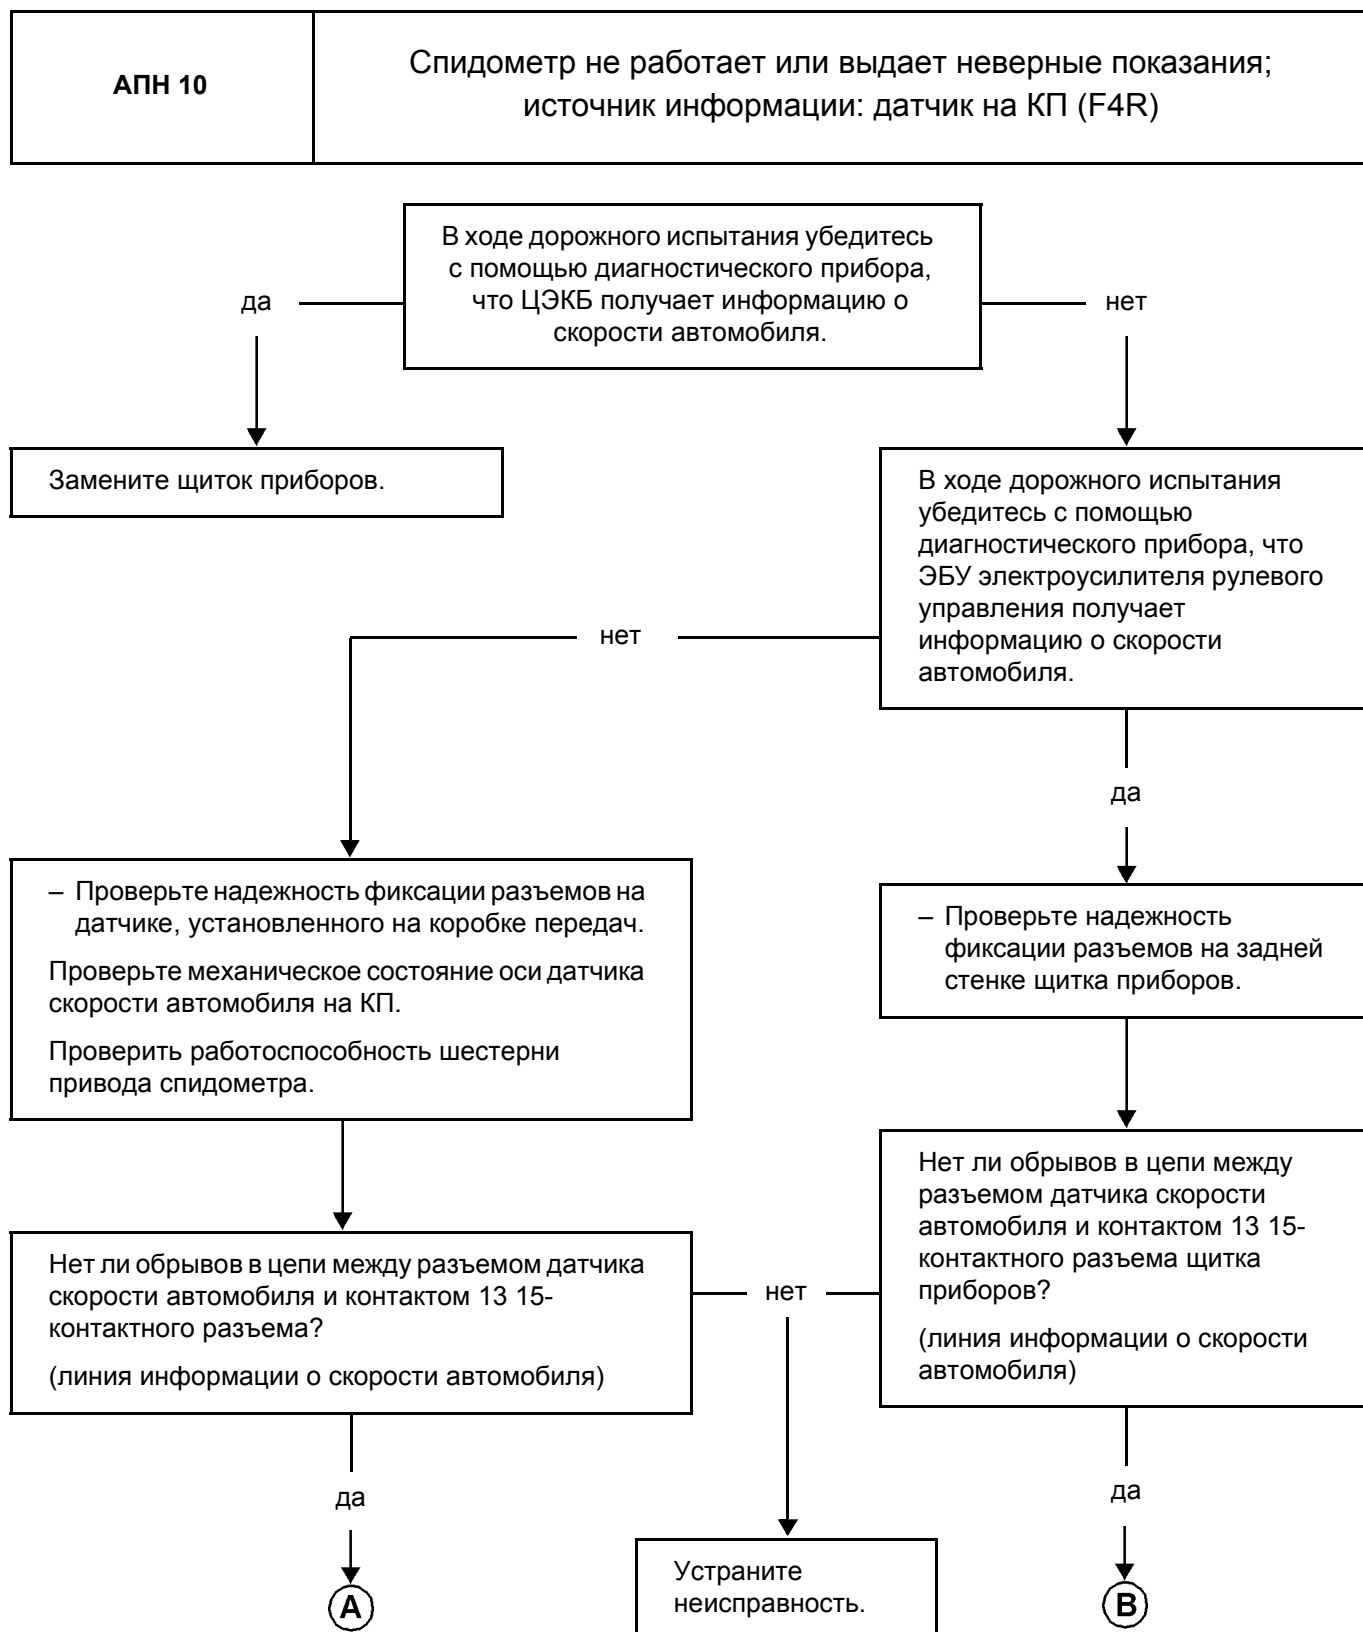 АПН 10
Спидометр не работает или выдает неверные показания;
источник информации: датчик на КП (F4R)
В ходе дорожного испытания убедитесь
с помощью диагностического прибора,
что ЦЭКБ получает информацию о
скорости автомобиля.
да
нет
Замените щиток приборов.
В ходе дорожного испытания
убедитесь с помощью
диагностического прибора, что
ЭБУ электроусилителя рулевого
управления получает
информацию о скорости
автомобиля.
нет
да
– Проверьте надежность фиксации разъемов на
датчике, установленного на коробке передач.
Проверьте механическое состояние оси датчика
скорости автомобиля на КП.
Проверить работоспособность шестерни
привода спидометра.
– Проверьте надежность
фиксации разъемов на задней
стенке щитка приборов.
Нет ли обрывов в цепи между разъемом датчика
скорости автомобиля и контактом 13 15-
контактного разъема?
(линия информации о скорости автомобиля)
нет
Нет ли обрывов в цепи между
разъемом датчика скорости
автомобиля и контактом 13 15-
контактного разъема щитка
приборов?
(линия информации о скорости
автомобиля)
да
да
A
Устраните
неисправность.
B